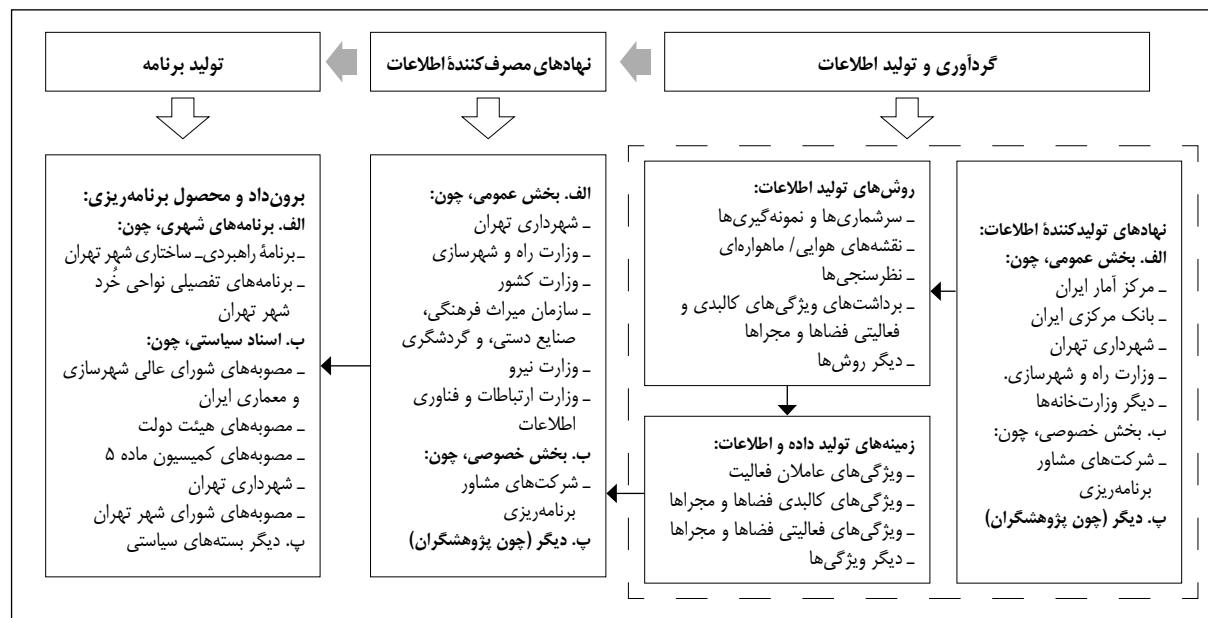 گردآوری و تولید اطلاعات
نهادهای مصرف‌کنندهٔ اطلاعات
تولید برنامه
نهادهای تولیدکنندهٔ اطلاعات:
الف. بخش عمومی، چون:
ـ مرکز آمار ایران
ـ بانک مرکزی ایران
ـ شهرداری تهران
ـ وزارت راه و شهرسازی.
ـ دیگر وزارت‌خانه‌ها
ب. بخش خصوصی، چون:
ـ شرکت‌های مشاور
برنامه‌ریزی
پ. دیگر (چون پژوهشگران)
روش‌های تولید اطلاعات:
ـ سرشماری‌ها و نمونه‌گیری‌ها
ـ نقشه‌های هوایی/ ماهواره‌ای
ـ نظرسنجی‌ها
ـ برداشت‌های ویژگی‌های کالبدی و
فعالیتی فضاها و مجراها
ـ دیگر روش‌ها
زمینه‌های تولید داده و اطلاعات:
ـ ویژگی‌های عاملان فعالیت
ـ ویژگی‌های کالبدی فضاها و مجراها
ـ ویژگی‌های فعالیتی فضاها و مجراها
ـ دیگر ویژگی‌ها
الف. بخش عمومی، چون:
ـ شهرداری تهران
ـ وزارت راه و شهرسازی
ـ وزارت کشور
ـ سازمان میراث فرهنگی،
صنایع دستی، و گردشگری
ـ وزارت نیرو
ـ وزارت ارتباطات و فناوری
اطلاعات
ب. بخش خصوصی، چون:
ـ شرکت‌های مشاور
برنامه‌ریزی
پ. دیگر (چون پژوهشگران)
برون‌داد و محصول برنامه‌ریزی:
الف. برنامه‌های شهری، چون:
ـ برنامهٔ راهبردی‌ـ ساختاری شهر تهران
ـ برنامه‌های تفصیلی نواحی خُرد
شهر تهران
ب. اسناد سیاستی، چون:
ـ مصوبه‌های شورای عالی شهرسازی
و معماری ایران
ـ مصوبه‌های هیئت دولت
ـ مصوبه‌های کمیسیون ماده ۵
ـ شهرداری تهران
ـ مصوبه‌های شورای شهر تهران
پ. دیگر بسته‌های سیاستی